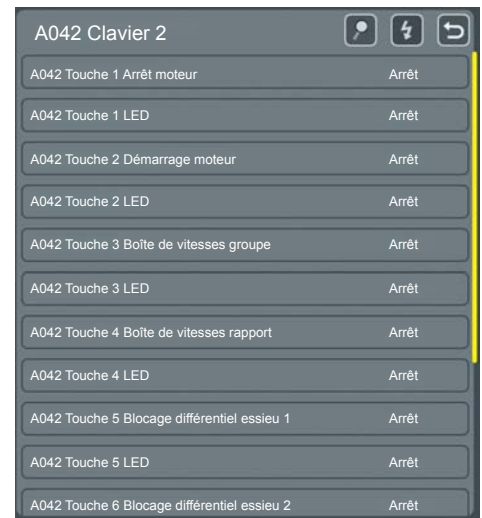 A042 Clavier 2
A042 Touche 1 Arrêt moteur Arrêt
A042 Touche 1 LED Arrêt
A042 Touche 2 Démarrage moteur Arrêt
A042 Touche 2 LED Arrêt
A042 Touche 3 Boîte de vitesses groupe Arrêt
A042 Touche 3 LED Arrêt
A042 Touche 4 Boîte de vitesses rapport Arrêt
A042 Touche 4 LED Arrêt
A042 Touche 5 Blocage différentiel essieu 1 Arrêt
A042 Touche 5 LED Arrêt
A042 Touche 6 Blocage différentiel essieu 2 Arrêt